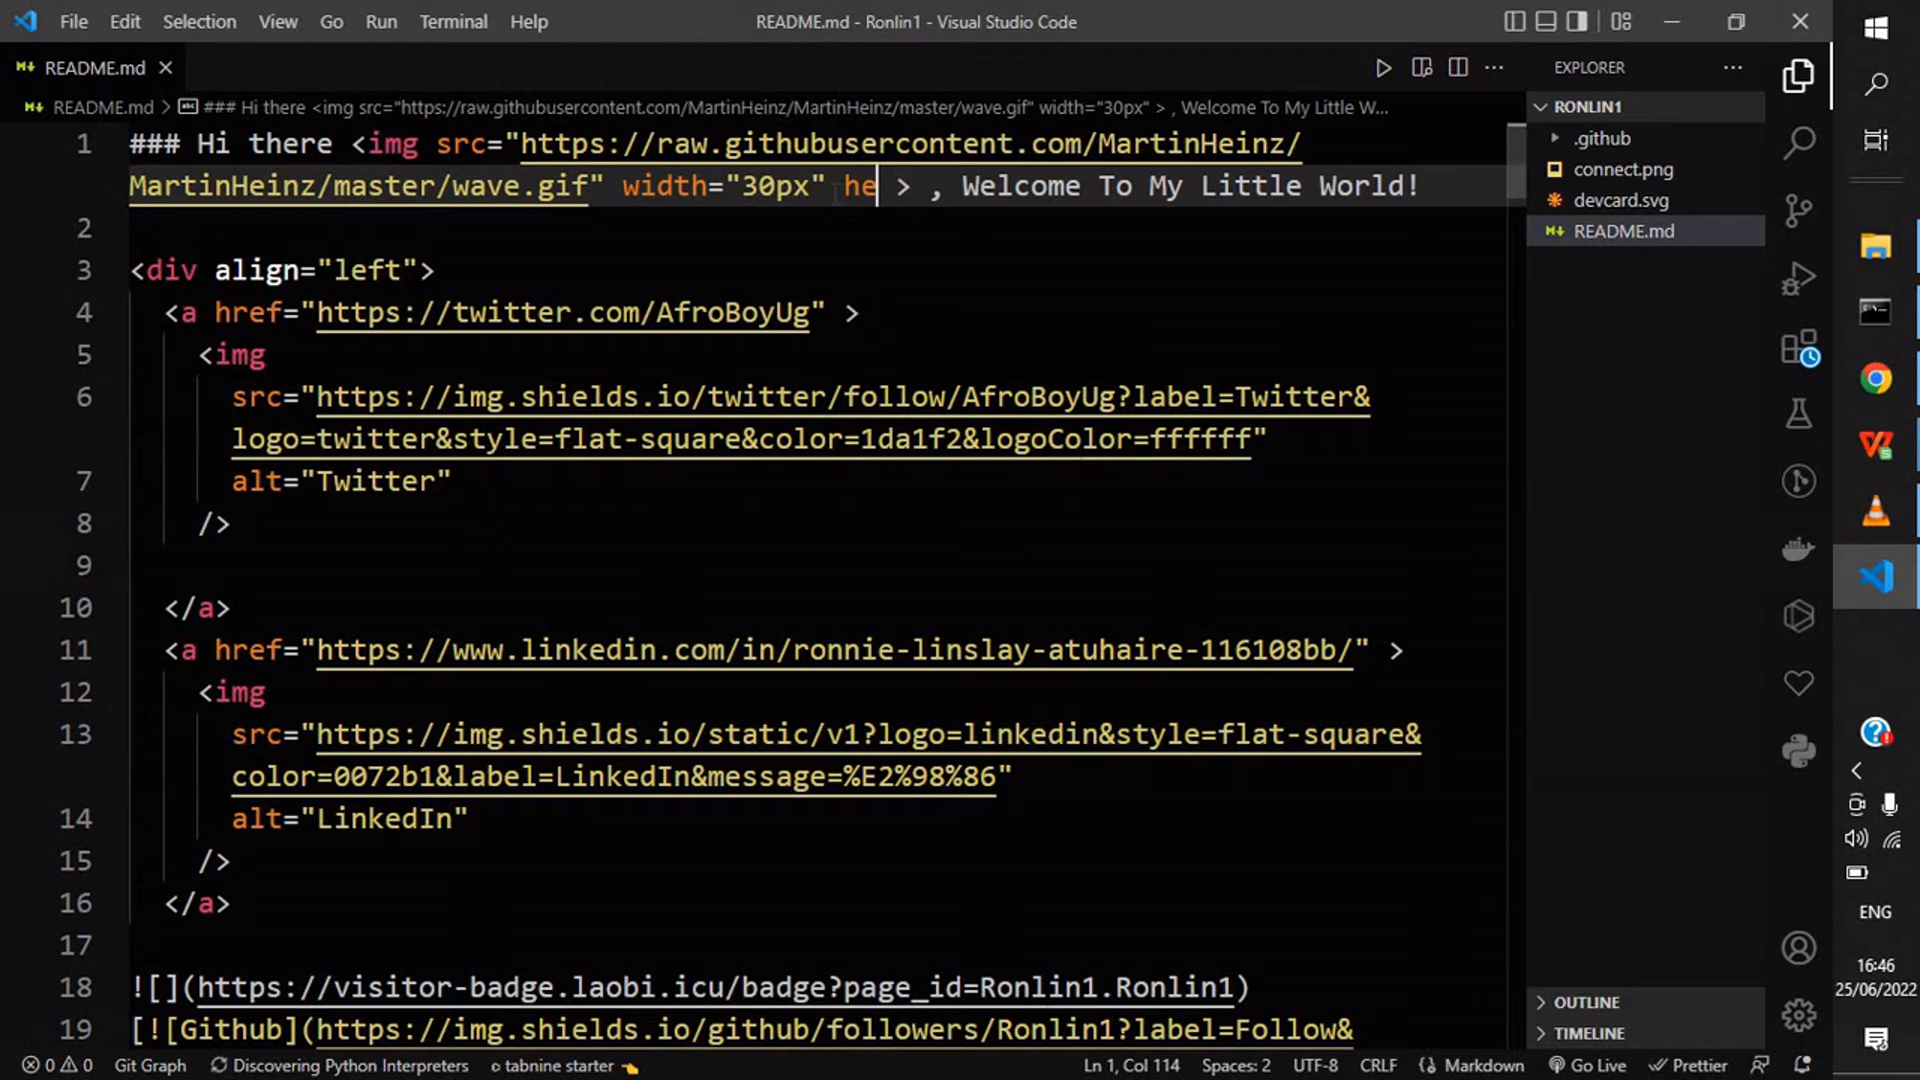 File Edit Selection View Go Run Terminal Help
README.md - Ronlin1 - Visual Studio Code
README.md
README.md > ### Hi there <img src="https://raw.githubusercontent.com/MartinHeinz/MartinHeinz/master/wave.gif" width="30px" > , Welcome To My Little W...
1 ### Hi there <img src="https://raw.githubusercontent.com/MartinHeinz/
MartinHeinz/master/wave.gif" width="30px" he > , Welcome To My Little World!
2
3 <div align="left">
4 <a href="https://twitter.com/AfroBoyUg" >
5 <img
6 src="https://img.shields.io/twitter/follow/AfroBoyUg?label=Twitter&
logo=twitter&style=flat-square&color=1da1f2&logoColor=ffffff"
7 alt="Twitter"
8 />
9
10 </a>
11 <a href="https://www.linkedin.com/in/ronnie-linslay-atuhaire-116108bb/" >
12 <img
13 src="https://img.shields.io/static/v1?logo=linkedin&style=flat-square&
color=0072b1&label=LinkedIn&message=%E2%98%86"
14 alt="LinkedIn"
15 />
16 </a>
17
18 ![](https://visitor-badge.laobi.icu/badge?page_id=Ronlin1.Ronlin1)
19 [![Github](https://img.shields.io/github/followers/Ronlin1?label=Follow&
EXPLORER
RONLIN1
.github
connect.png
devcard.svg
README.md
OUTLINE
TIMELINE
0 0 Git Graph Discovering Python Interpreters tabnine starter
Ln 1, Col 114 Spaces: 2 UTF-8 CRLF Markdown Go Live Prettier
ENG
16:46
25/06/2022